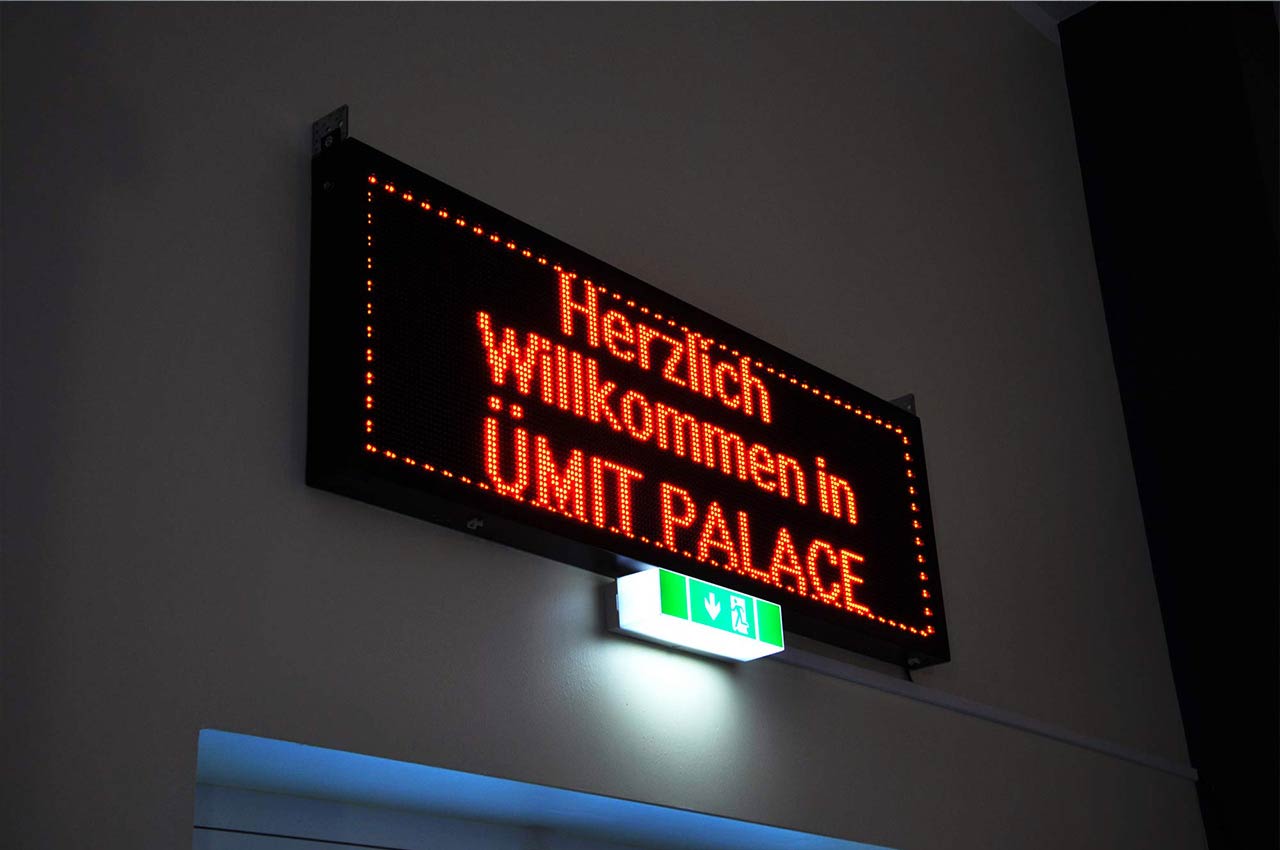 Herzlich
Willkommen in
ÜMIT PALACE